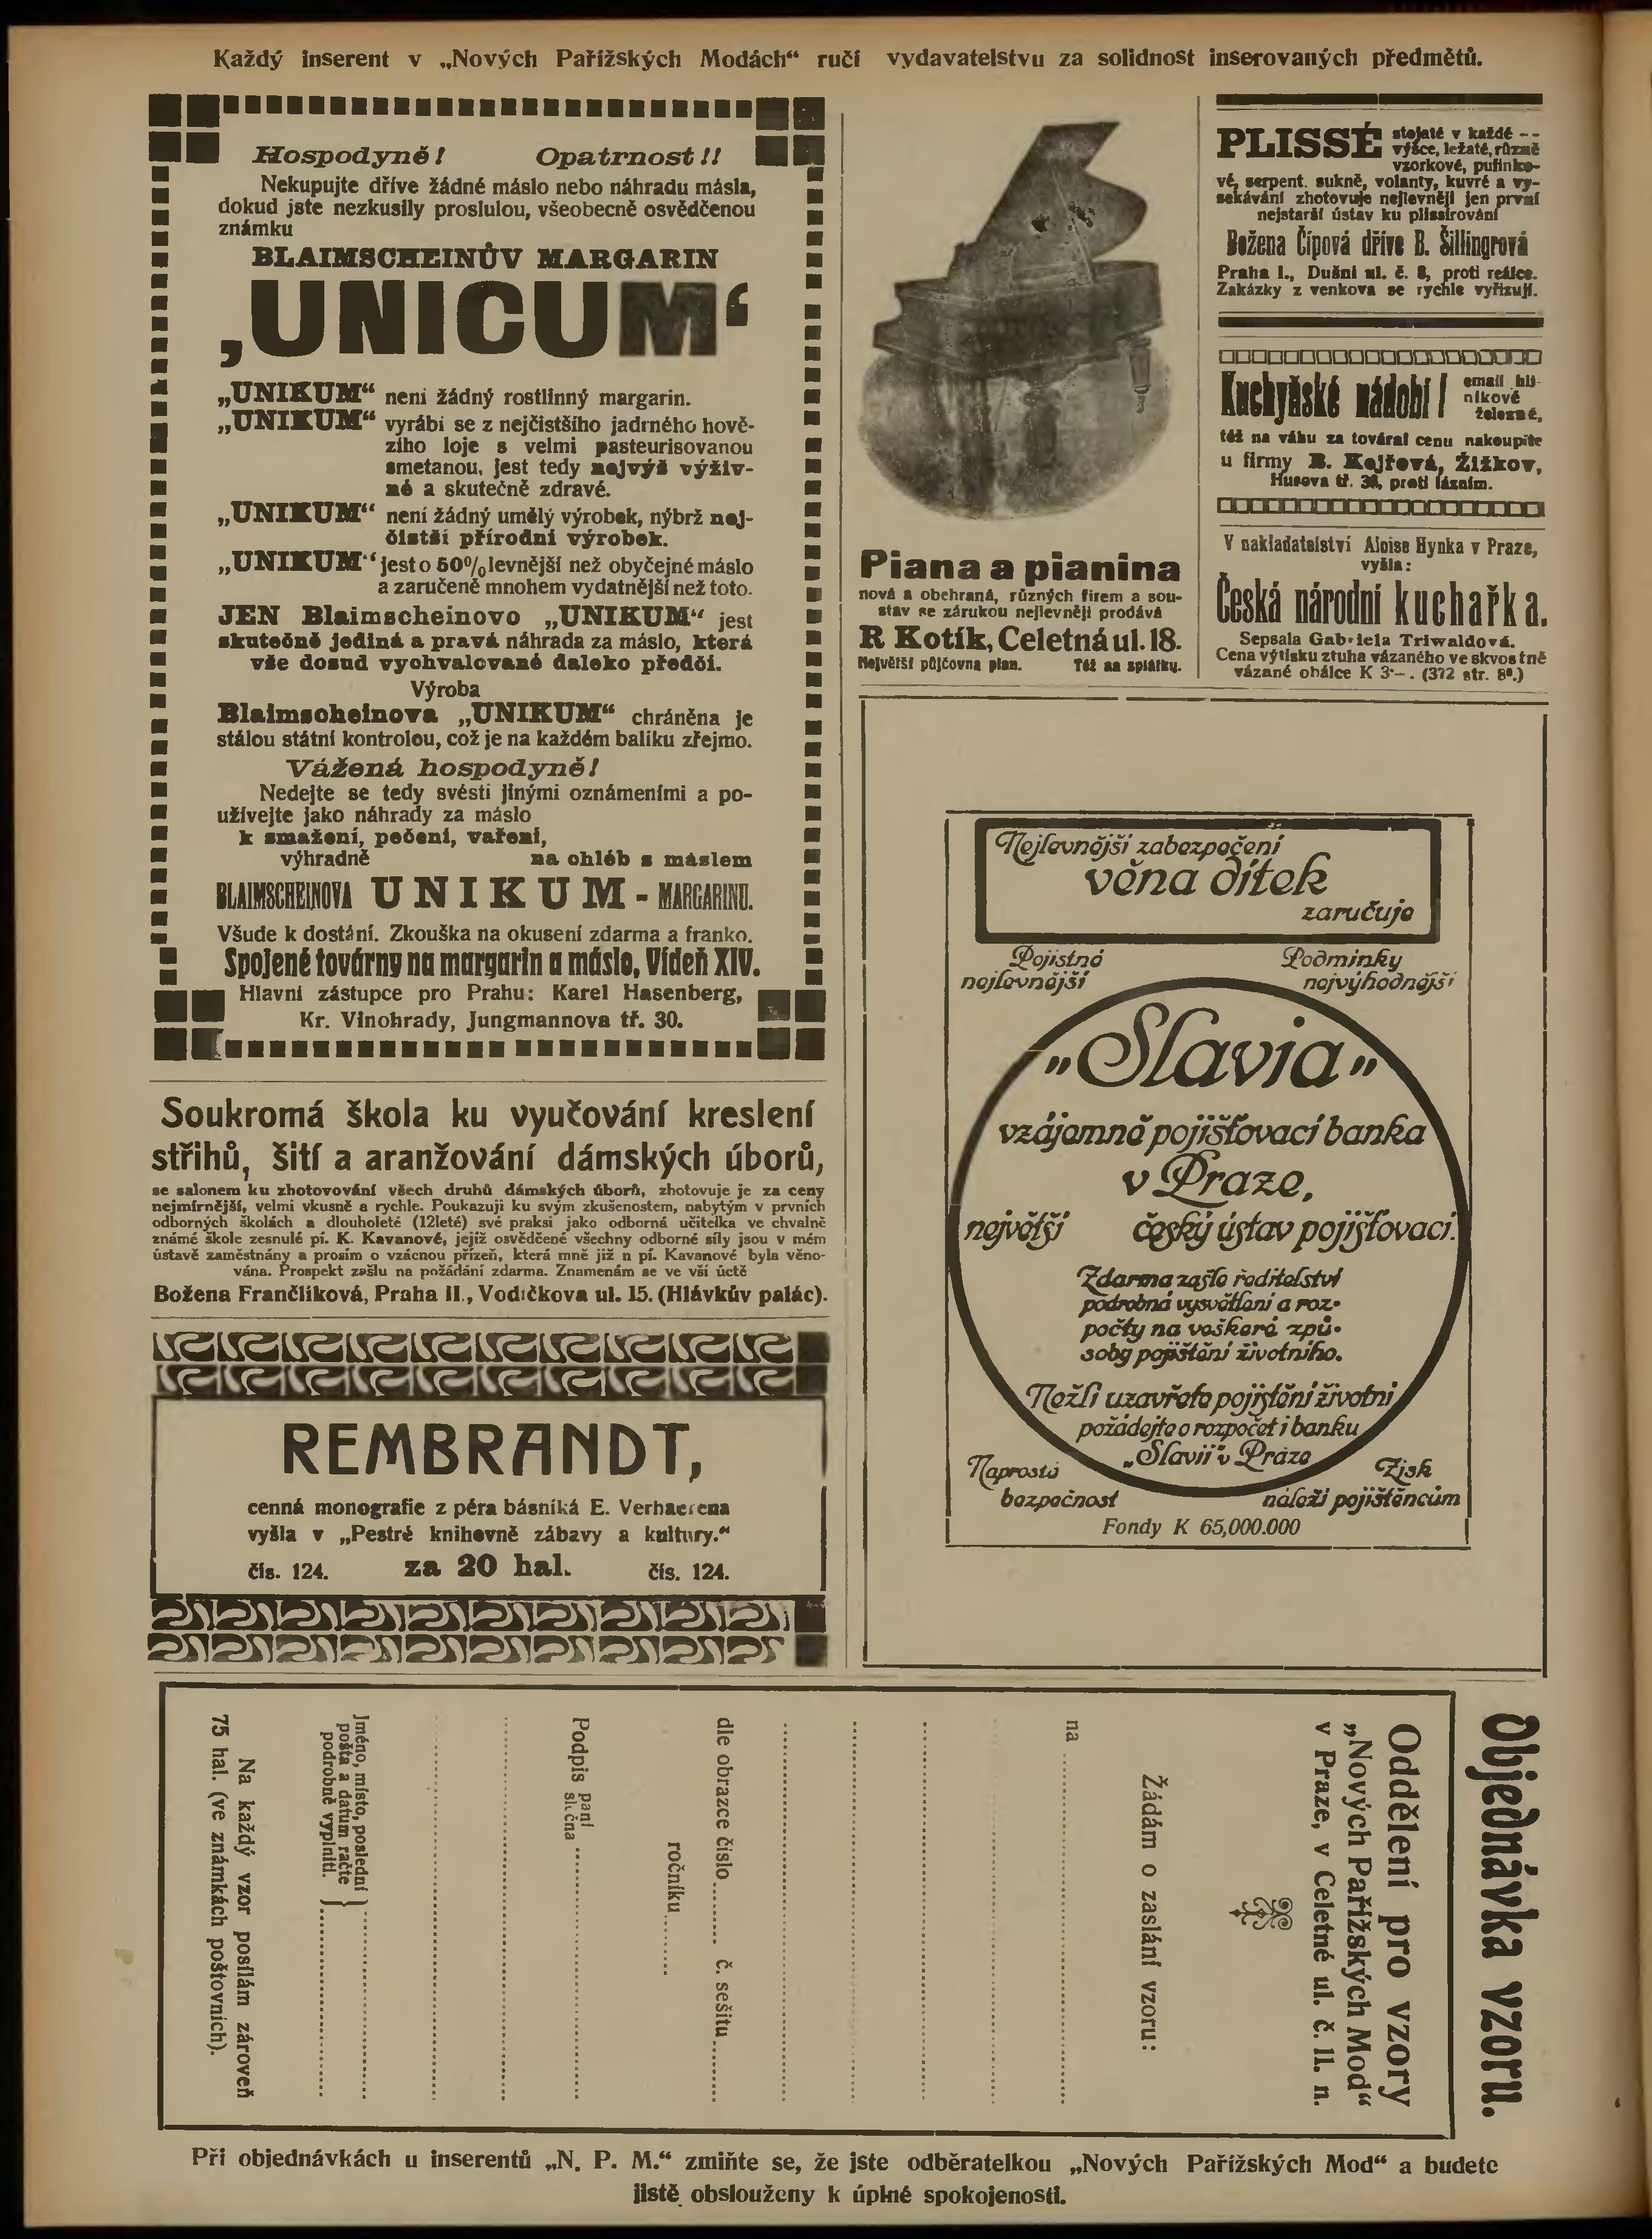 Každý inserent v „Nových Pařížských Modách“ ručí vydavatelstvu za solidnost inserovaných předmětů.
Hospodyně! Opatrnost!!
Nekupujte dříve žádné máslo nebo náhradu másla,
dokud jste nezkusily proslulou, všeobecně osvědčenou
známku
BLAIMSCHEINŮV MARGARIN
‚UNICUM‘
„UNIKUM“ není žádný rostlinný margarin.
„UNIKUM“ vyrábí se z nejčistšího jadrného hově-
zího loje s velmi pasteurisovanou
smetanou, jest tedy nejvýš výživ-
né a skutečně zdravé.
„UNIKUM“ není žádný umělý výrobek, nýbrž nej-
čistší přírodní výrobek.
„UNIKUM“ jest o 50% levnější než obyčejné máslo
a zaručeně mnohem vydatnější než toto.
JEN Blaimscheinovo „UNIKUM“ jest
skutečně jediná a pravá náhrada za máslo, která
vše dosud vychvalované daleko předčí.
Výroba
Blaimscheinova „UNIKUM“ chráněna je
stálou státní kontrolou, což je na každém balíku zřejmo.
Vážená hospodyně!
Nedejte se tedy svésti jinými oznámeními a po-
užívejte jako náhrady za máslo
k smažení, pečení, vaření,
výhradně na chléb s máslem
BLAIMSCHEINOVA UNIKUM - MARGARINU.
Všude k dostání. Zkouška na okusení zdarma a franko.
Spojené továrny na margarin a máslo, Vídeň XIV.
Hlavní zástupce pro Prahu: Karel Hasenberg,
Kr. Vinohrady, Jungmannova tř. 30.
Soukromá škola ku vyučování kreslení
střihů, šití a aranžování dámských úborů,
se salonem ku zhotovování všech druhů dámských úborů, zhotovuje je za ceny
nejmírnější, velmi vkusně a rychle. Poukazuji ku svým zkušenostem, nabytým v prvních
odborných školách a dlouholeté (12leté) své praksi jako odborná učitelka ve chvalně
známé škole zesnulé pí. K. Kavanové, jejíž osvědčené všechny odborné síly jsou v mém
ústavě zaměstnány a prosím o vzácnou přízeň, která mně již n pí. Kavanové byla věno-
vána. Prospekt zašlu na požádání zdarma. Znamenám se ve vší úctě
Božena Frančíliková, Praha II., Vodičkova ul. 15. (Hlávkův palác).
REMBRANDT,
cenná monografie z péra básníká E. Verhaerena
vyšla v „Pestré knihovně zábavy a kultury.“
čís. 124. za 20 hal. čís. 124.
Piana a pianina
nová a obehraná, různých firem a sou-
stav se zárukou nejlevněji prodává
R Kotík, Celetná ul. 18.
Největší půjčovna pian. Též na splátky.
PLISSÉ stojaté v každé --
výšce, ležaté, různě
vzorkové, pufinko-
vé, serpent. sukně, volanty, kuvré a vy-
sekávání zhotovuje nejlevněji jen první
nejstarší ústav ku plissírování
Božena Čípová dříve B. Šillingrová
Praha I., Dušní ul. č. 8, proti reálce.
Zakázky z venkova se rychle vyřizují.
Kuchyňské nádobí! email hli-
níkové
železné,
též na váhu za tovární cenu nakoupíte
u firmy B. Kejřová, Žižkov,
Husova tř. 36, proti lázním.
V nakladatelství Aloise Hynka v Praze,
vyšla:
Česká národní kuchařka.
Sepsala Gabriela Triwaldová.
Cena výtisku ztuha vázaného ve skvostně
vázané obálce K 3·–. (372 str. 8°.)
Nejlevnější zabezpečení
věna dítek
zaručuje
Pojistné
nejlevnější
Podmínky
nejvýhodnější
„Slavia„
vzájemně pojišťovací banka
v Praze,
největší český ústav pojišťovací.
Zdarma zašle ředitelství
podrobná vysvětlení a roz-
počty na veškeré způ-
soby pojištění životního.
Nežli uzavřete pojištění životní
požádejte o rozpočet i banku
„Slavii“ v Praze
Naprostá
bezpečnost
Zisk
náleží pojištěncům
Fondy K 65,000.000
Objednávka vzoru.
Oddělení pro vzory
„Nových Pařížských Mod“
v Praze, v Celetné ul. č. 11. n.
Žádám o zaslání vzoru:
na
dle obrazce číslo ........ č. sešitu ........
ročníku ........
Podpis paní
slečna
Jméno, místo, poslední
pošta a datum račte
podrobně vyplniti.
Na každý vzor posílám zároveň
75 hal. (ve známkách poštovních).
Při objednávkách u inserentů „N. P. M.“ zmiňte se, že jste odběratelkou „Nových Pařížských Mod“ a budete
jistě obslouženy k úplné spokojenosti.